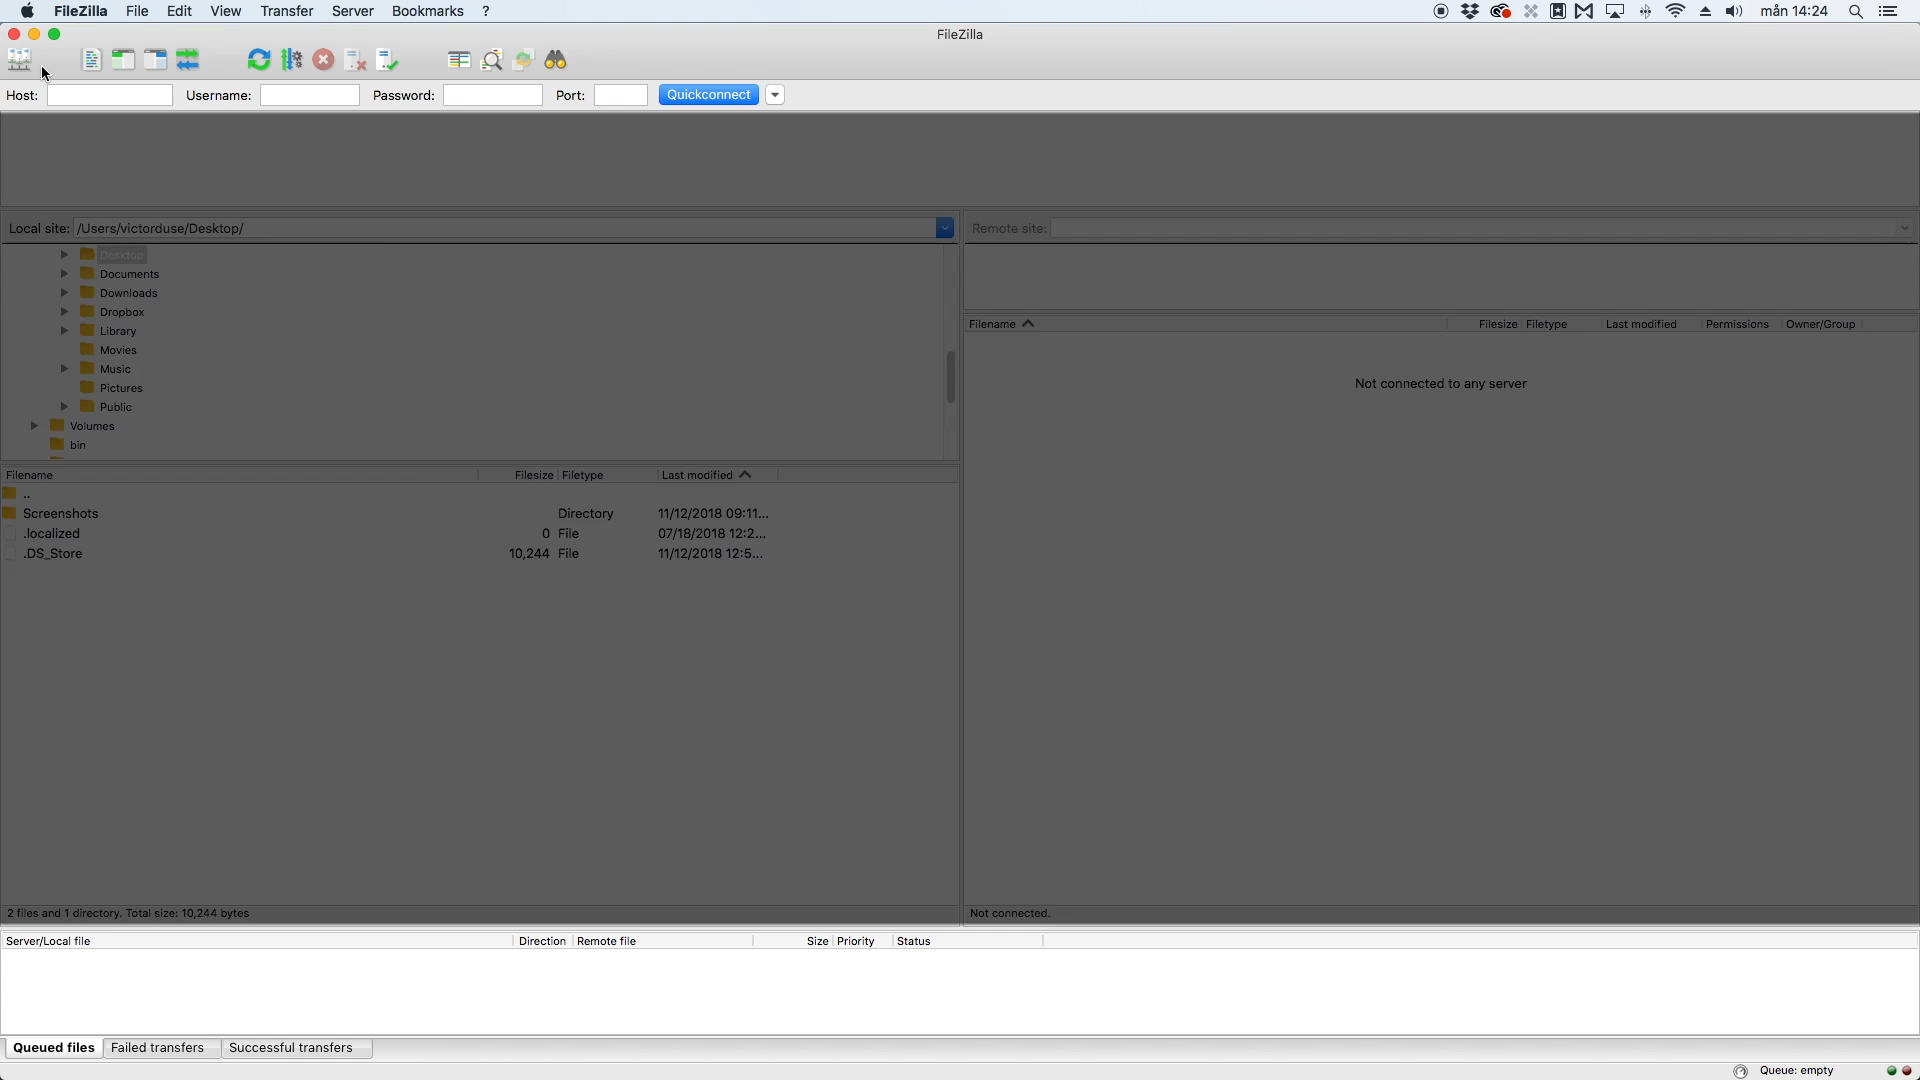 FileZilla File Edit View Transfer Server Bookmarks ? mån 14:24
FileZilla
Host: Username: Password: Port: Quickconnect
Local site: /Users/victorduse/Desktop/ Remote site:
Desktop
Documents
Downloads
Dropbox
Library
Movies
Music
Pictures
Public
Volumes
bin
Filename Filesize Filetype Last modified Permissions Owner/Group
Not connected to any server
Filename Filesize Filetype Last modified
..
Screenshots Directory 11/12/2018 09:11...
.localized 0 File 07/18/2018 12:2...
.DS_Store 10,244 File 11/12/2018 12:5...
2 files and 1 directory. Total size: 10,244 bytes Not connected.
Server/Local file Direction Remote file Size Priority Status
Queued files Failed transfers Successful transfers
Queue: empty